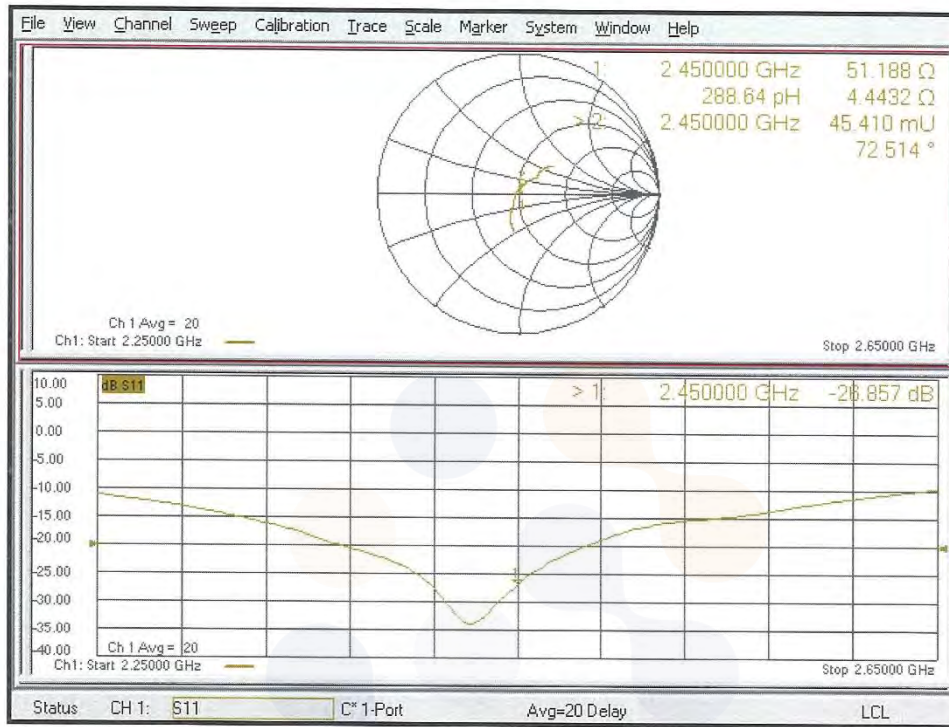 File View Channel Sweep Calibration Trace Scale Marker System Window Help
1: 2.450000 GHz 51.188 Ω
288.64 pH 4.4432 Ω
> 2: 2.450000 GHz 45.410 mU
72.514 °
Ch 1 Avg = 20
Ch1: Start 2.25000 GHz
Stop 2.65000 GHz
10.00 dB S11
> 1: 2.450000 GHz -26.857 dB
5.00
0.00
-5.00
-10.00
-15.00
-20.00
-25.00
1
-30.00
-35.00
-40.00
Ch 1 Avg = 20
Ch1: Start 2.25000 GHz
Stop 2.65000 GHz
Status CH 1: S11 C* 1-Port Avg=20 Delay LCL